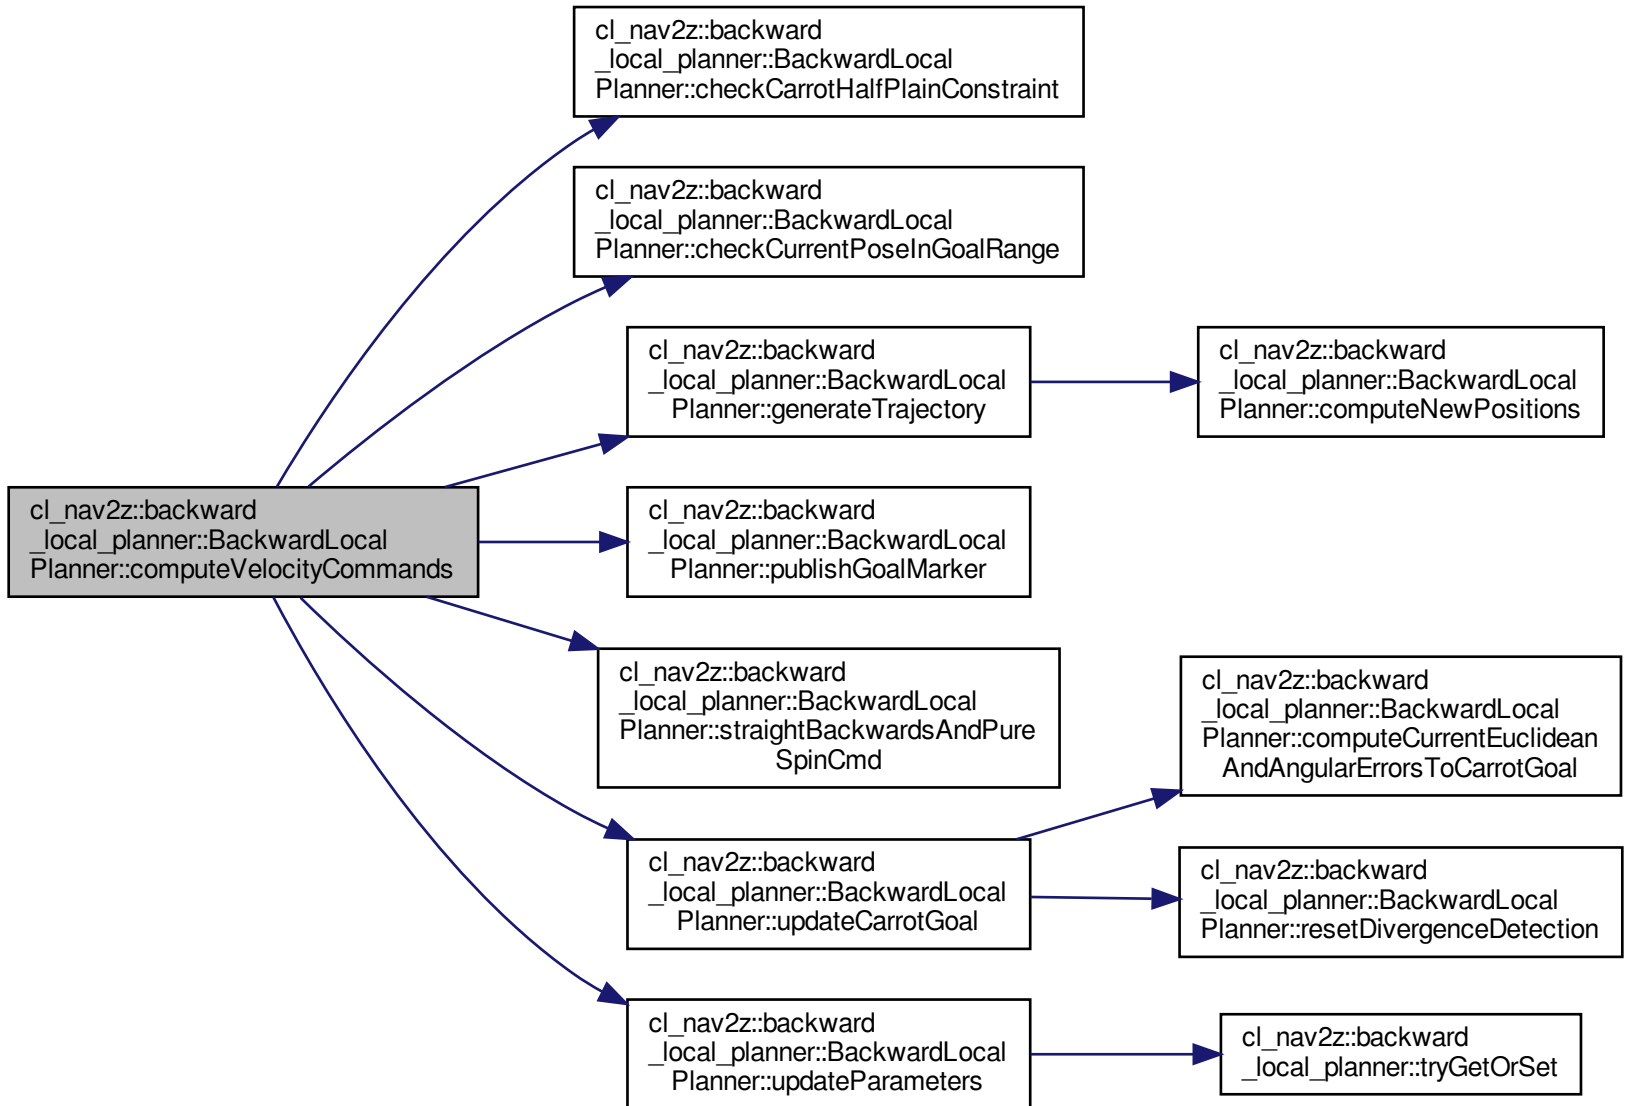 cl_nav2z::backward
_local_planner::BackwardLocal
Planner::checkCarrotHalfPlainConstraint
cl_nav2z::backward
_local_planner::BackwardLocal
Planner::checkCurrentPoseInGoalRange
cl_nav2z::backward
_local_planner::BackwardLocal
Planner::generateTrajectory
cl_nav2z::backward
_local_planner::BackwardLocal
Planner::computeNewPositions
cl_nav2z::backward
_local_planner::BackwardLocal
Planner::computeVelocityCommands
cl_nav2z::backward
_local_planner::BackwardLocal
Planner::publishGoalMarker
cl_nav2z::backward
_local_planner::BackwardLocal
Planner::straightBackwardsAndPure
SpinCmd
cl_nav2z::backward
_local_planner::BackwardLocal
Planner::computeCurrentEuclidean
AndAngularErrorsToCarrotGoal
cl_nav2z::backward
_local_planner::BackwardLocal
Planner::updateCarrotGoal
cl_nav2z::backward
_local_planner::BackwardLocal
Planner::resetDivergenceDetection
cl_nav2z::backward
_local_planner::BackwardLocal
Planner::updateParameters
cl_nav2z::backward
_local_planner::tryGetOrSet